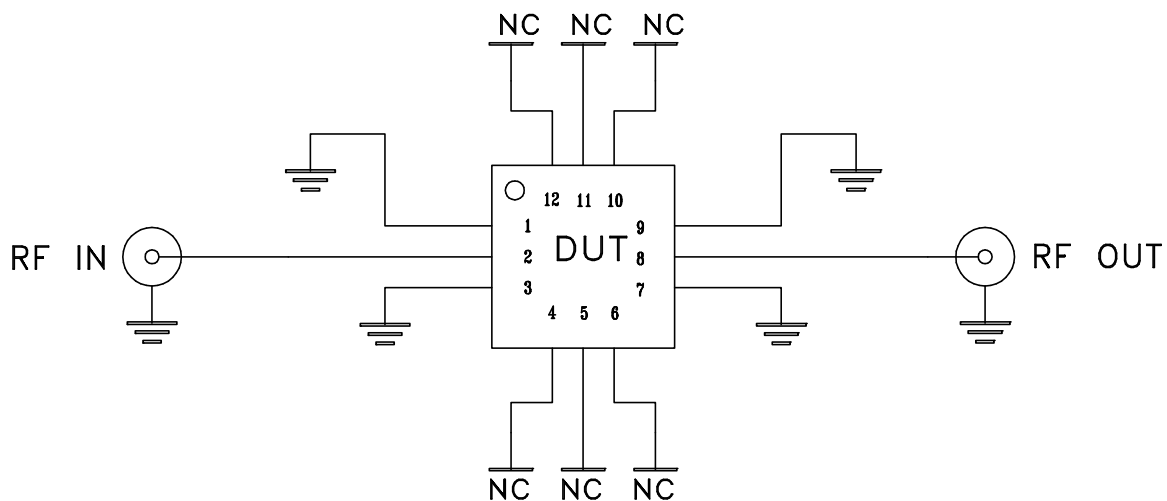 NC NC NC
12 11 10
1 9
RF IN 2 DUT 8 RF OUT
3 7
4 5 6
NC NC NC